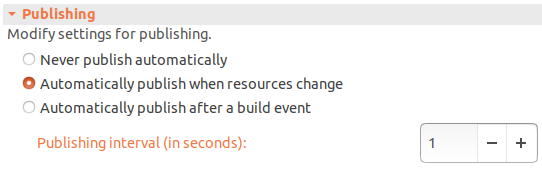 Publishing
Modify settings for publishing.
Never publish automatically
Automatically publish when resources change
Automatically publish after a build event
Publishing interval (in seconds): 1 − +